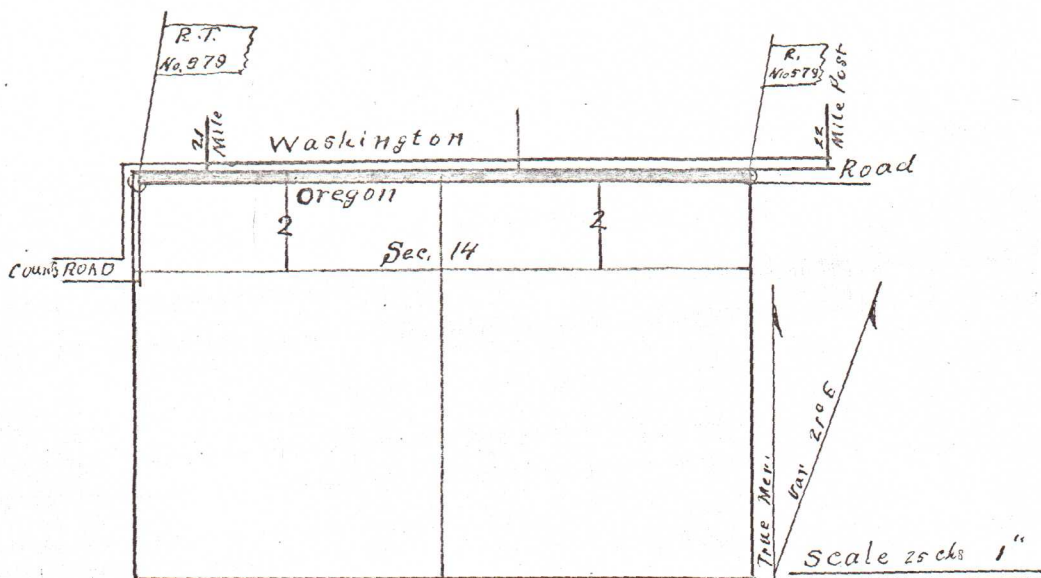 R.T.
No. 579
R.
No 579
21
Mile
Washington
22
Mile Post
Road
Oregon
2
2
Sec. 14
County ROAD
True Mer.
Var 21° E
Scale 25 chs 1"